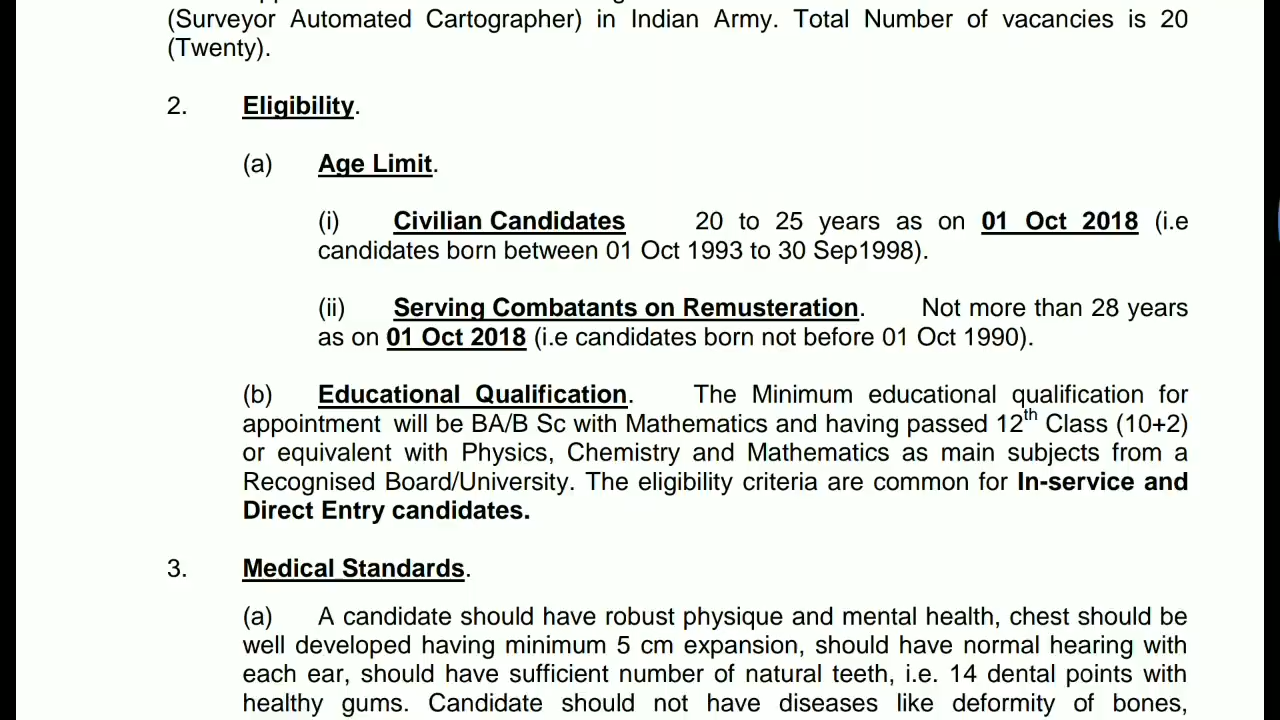 (Surveyor Automated Cartographer) in Indian Army. Total Number of vacancies is 20
(Twenty).
2. Eligibility.
(a) Age Limit.
(i) Civilian Candidates 20 to 25 years as on 01 Oct 2018 (i.e
candidates born between 01 Oct 1993 to 30 Sep1998).
(ii) Serving Combatants on Remusteration. Not more than 28 years
as on 01 Oct 2018 (i.e candidates born not before 01 Oct 1990).
(b) Educational Qualification. The Minimum educational qualification for
appointment will be BA/B Sc with Mathematics and having passed 12th Class (10+2)
or equivalent with Physics, Chemistry and Mathematics as main subjects from a
Recognised Board/University. The eligibility criteria are common for In-service and
Direct Entry candidates.
3. Medical Standards.
(a) A candidate should have robust physique and mental health, chest should be
well developed having minimum 5 cm expansion, should have normal hearing with
each ear, should have sufficient number of natural teeth, i.e. 14 dental points with
healthy gums. Candidate should not have diseases like deformity of bones,